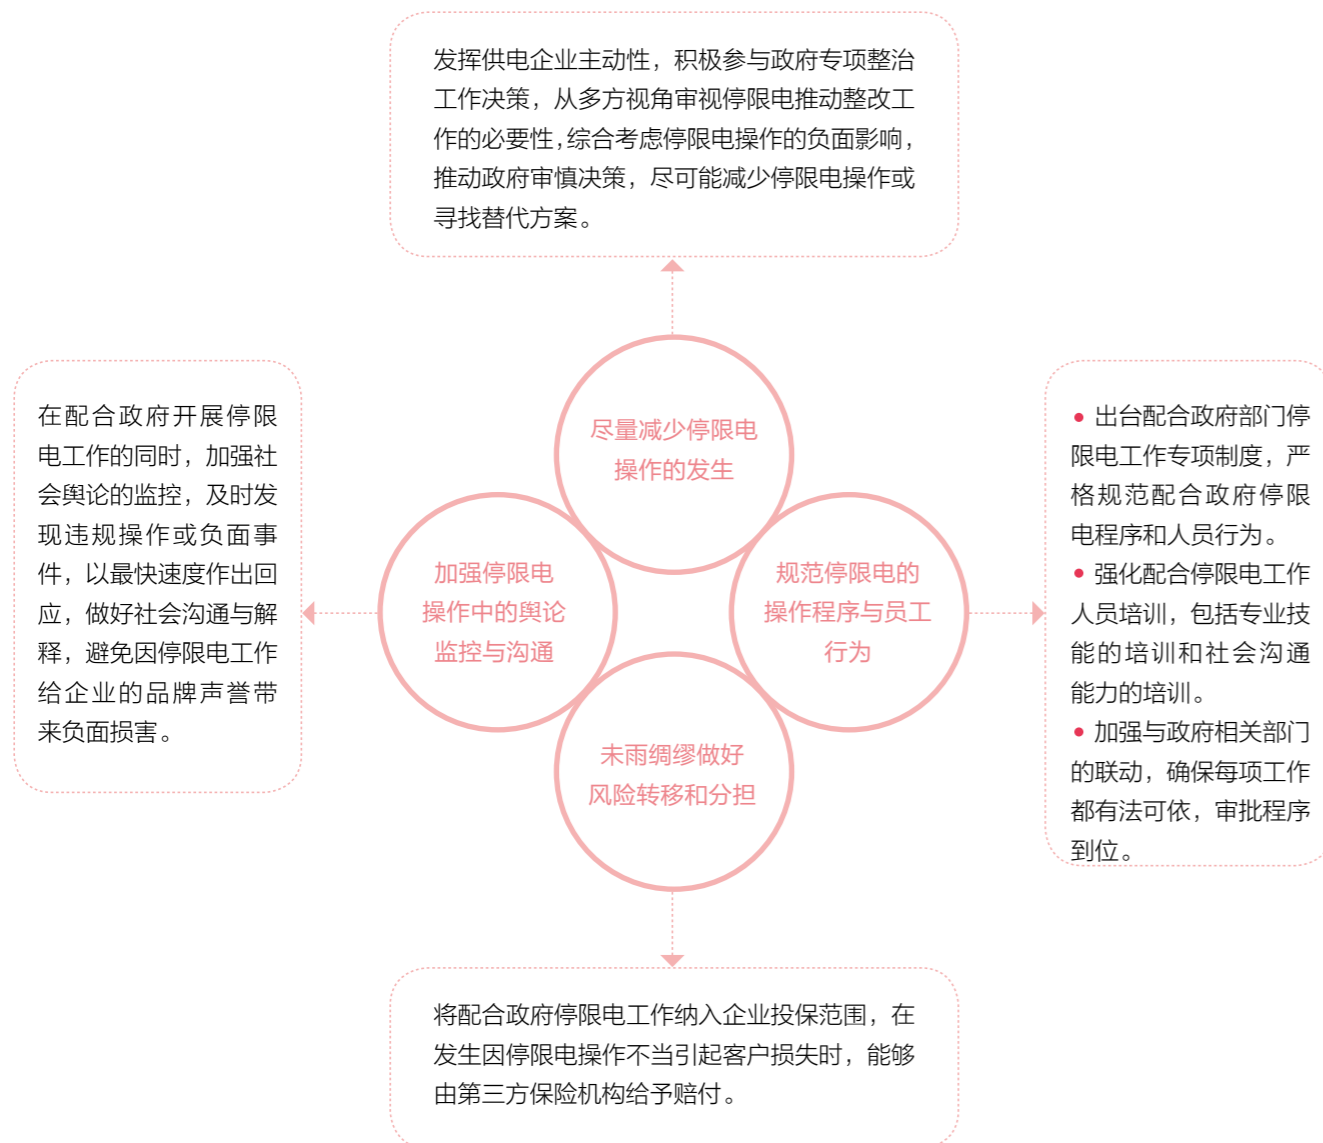 发挥供电企业主动性，积极参与政府专项整治
工作决策，从多方视角审视停限电推动整改工
作的必要性，综合考虑停限电操作的负面影响，
推动政府审慎决策，尽可能减少停限电操作或
寻找替代方案。
尽量减少停限电
操作的发生
在配合政府开展停限
电工作的同时，加强社
会舆论的监控，及时发
现违规操作或负面事
件，以最快速度作出回
应，做好社会沟通与解
释，避免因停限电工作
给企业的品牌声誉带
来负面损害。
加强停限电
操作中的舆论
监控与沟通
规范停限电的
操作程序与员工
行为
• 出台配合政府部门停
限电工作专项制度，严
格规范配合政府停限
电程序和人员行为。
• 强化配合停限电工作
人员培训，包括专业技
能的培训和社会沟通
能力的培训。
• 加强与政府相关部门
的联动，确保每项工作
都有法可依，审批程序
到位。
未雨绸缪做好
风险转移和分担
将配合政府停限电工作纳入企业投保范围，在
发生因停限电操作不当引起客户损失时，能够
由第三方保险机构给予赔付。